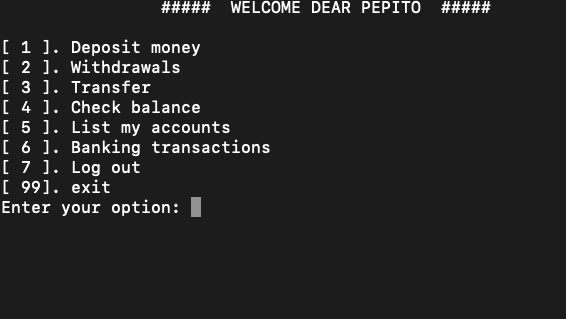 ##### WELCOME DEAR PEPITO #####
[ 1 ]. Deposit money
[ 2 ]. Withdrawals
[ 3 ]. Transfer
[ 4 ]. Check balance
[ 5 ]. List my accounts
[ 6 ]. Banking transactions
[ 7 ]. Log out
[ 99]. exit
Enter your option: